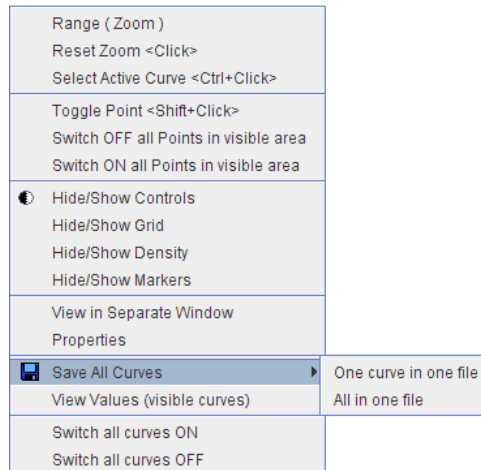 Range ( Zoom )
Reset Zoom <Click>
Select Active Curve <Ctrl+Click>
Toggle Point <Shift+Click>
Switch OFF all Points in visible area
Switch ON all Points in visible area
Hide/Show Controls
Hide/Show Grid
Hide/Show Density
Hide/Show Markers
View in Separate Window
Properties
Save All Curves
One curve in one file
View Values (visible curves)
All in one file
Switch all curves ON
Switch all curves OFF